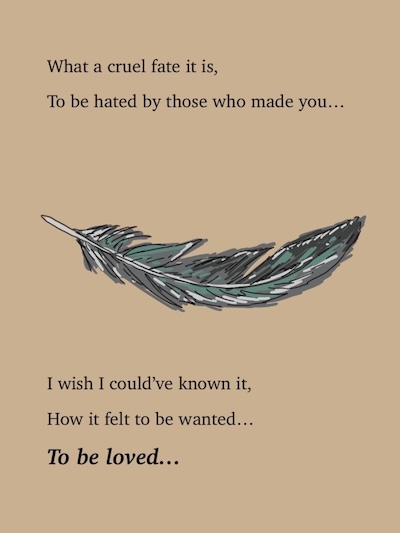 What a cruel fate it is,
To be hated by those who made you…
I wish I could’ve known it,
How it felt to be wanted…
To be loved…